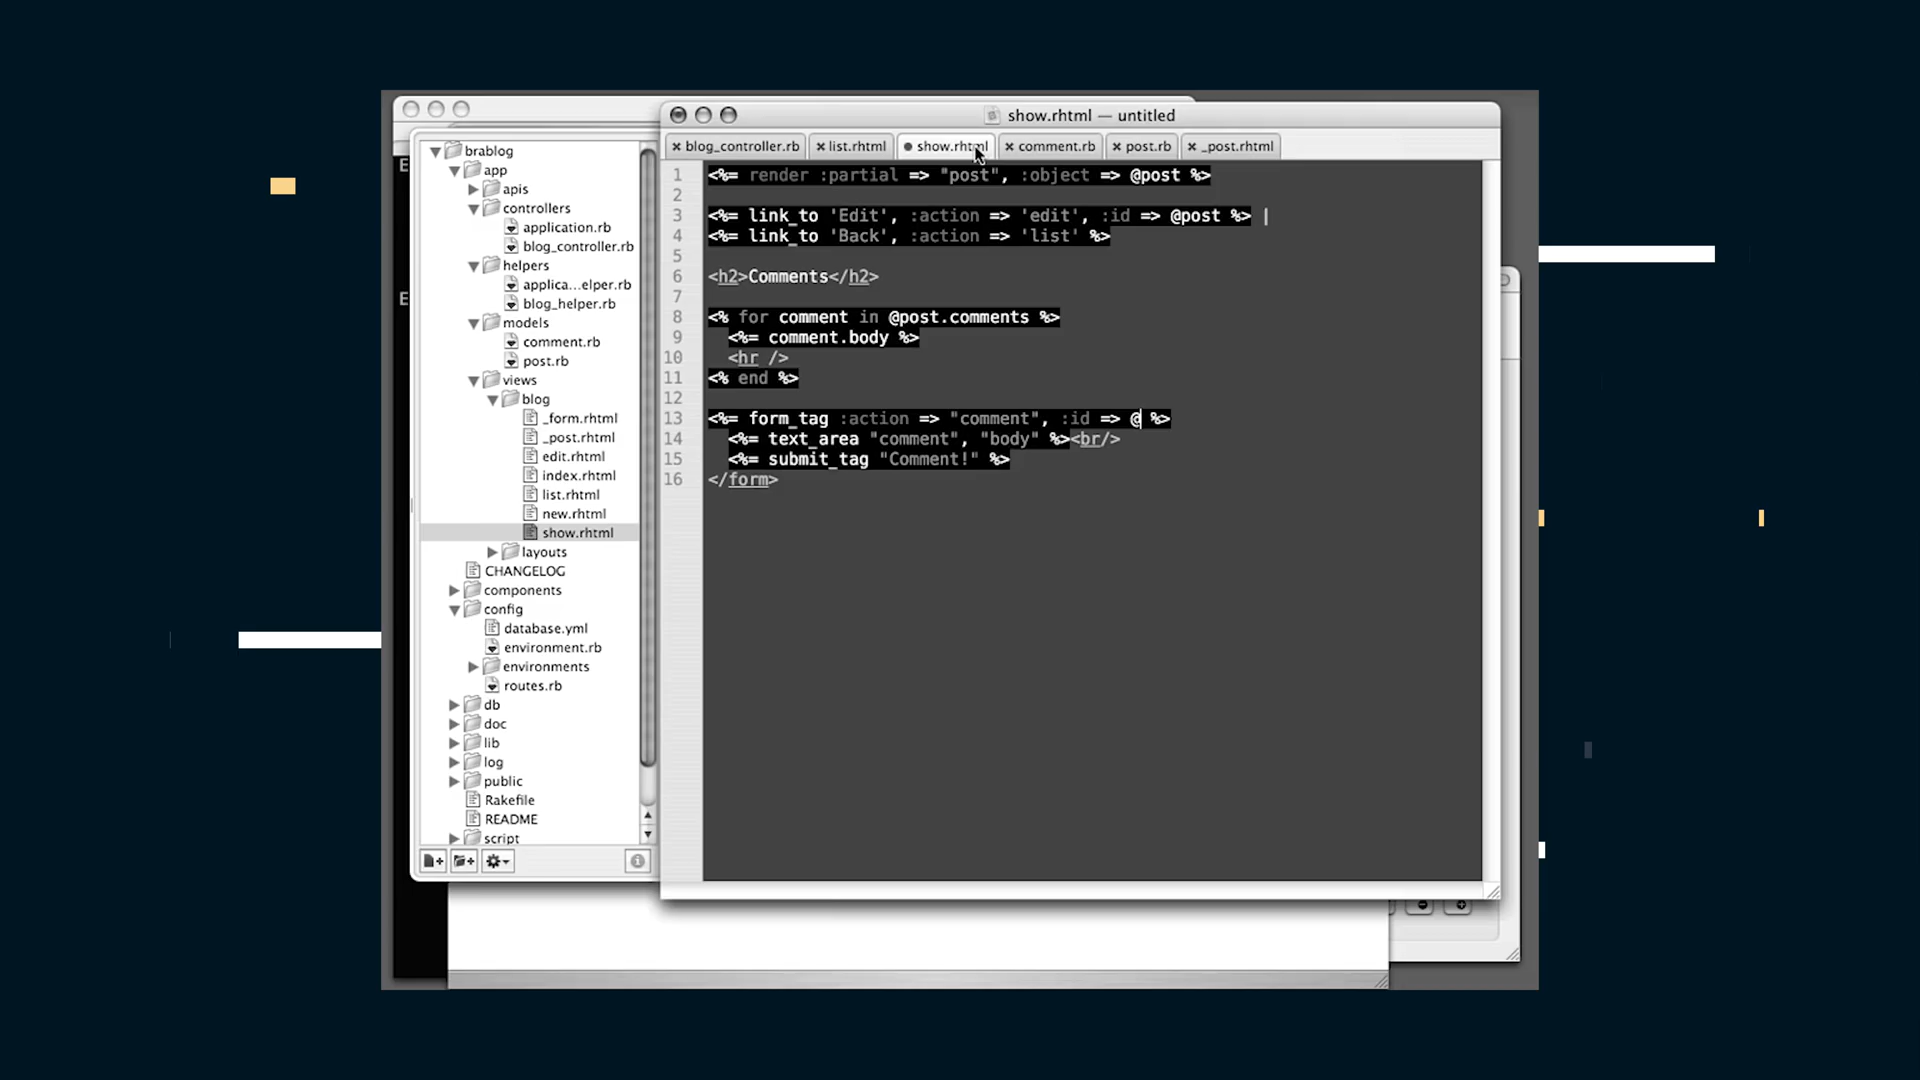 show.rhtml — untitled
blog_controller.rb
list.rhtml
show.rhtml
comment.rb
post.rb
_post.rhtml
brablog
app
apis
controllers
application.rb
blog_controller.rb
helpers
applica...elper.rb
blog_helper.rb
models
comment.rb
post.rb
views
blog
_form.rhtml
_post.rhtml
edit.rhtml
index.rhtml
list.rhtml
new.rhtml
show.rhtml
layouts
CHANGELOG
components
config
database.yml
environment.rb
environments
routes.rb
db
doc
lib
log
public
Rakefile
README
script
E
E
1 <%= render :partial => "post", :object => @post %>
2
3 <%= link_to 'Edit', :action => 'edit', :id => @post %> |
4 <%= link_to 'Back', :action => 'list' %>
5
6 <h2>Comments</h2>
7
8 <% for comment in @post.comments %>
9 <%= comment.body %>
10 <hr />
11 <% end %>
12
13 <%= form_tag :action => "comment", :id => @ %>
14 <%= text_area "comment", "body" %><br/>
15 <%= submit_tag "Comment!" %>
16 </form>